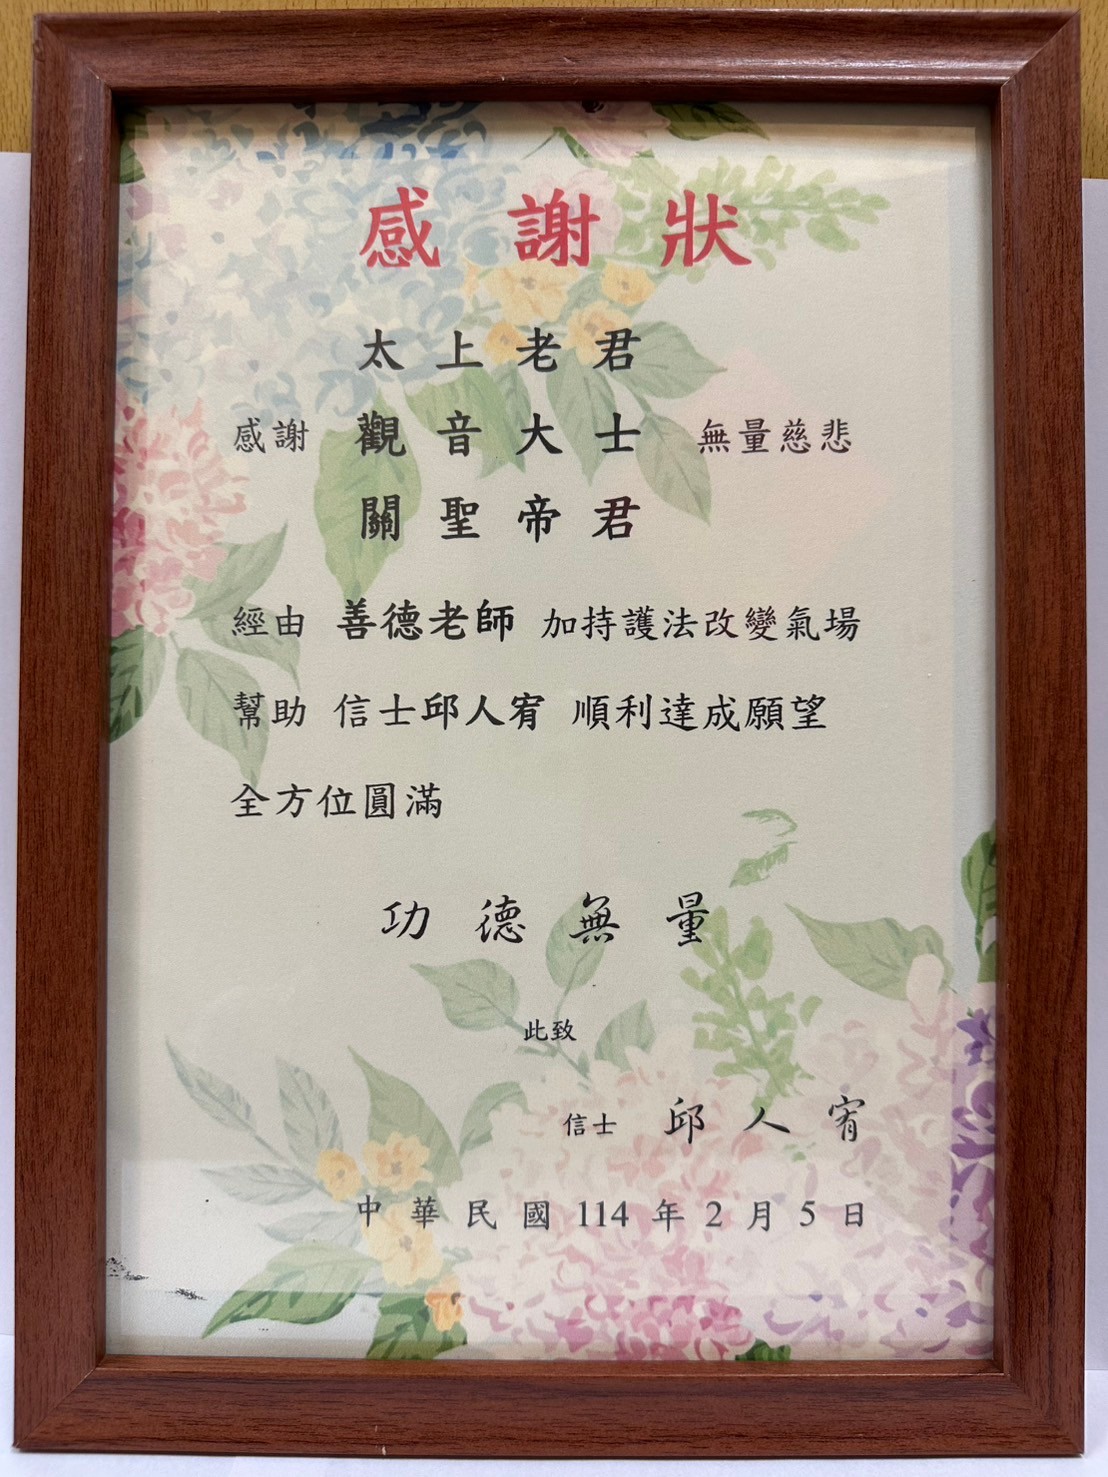 感謝狀
太上老君
感謝 觀音大士 無量慈悲
關聖帝君
經由 善德老師 加持護法改變氣場
幫助 信士邱人宥 順利達成願望
全方位圓滿
功德無量
此致
信士 邱人宥
中華民國 114 年 2 月 5 日